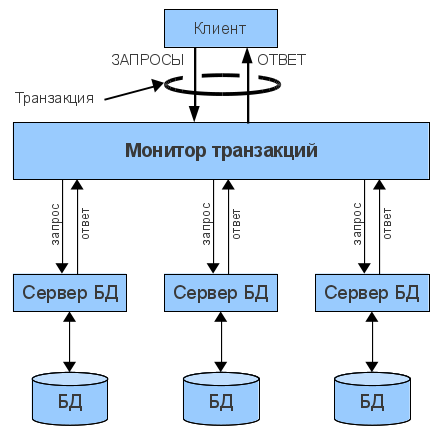 Клиент
ЗАПРОСЫ
ОТВЕТ
Транзакция
Монитор транзакций
запрос
ответ
запрос
ответ
запрос
ответ
Сервер БД
Сервер БД
Сервер БД
БД
БД
БД